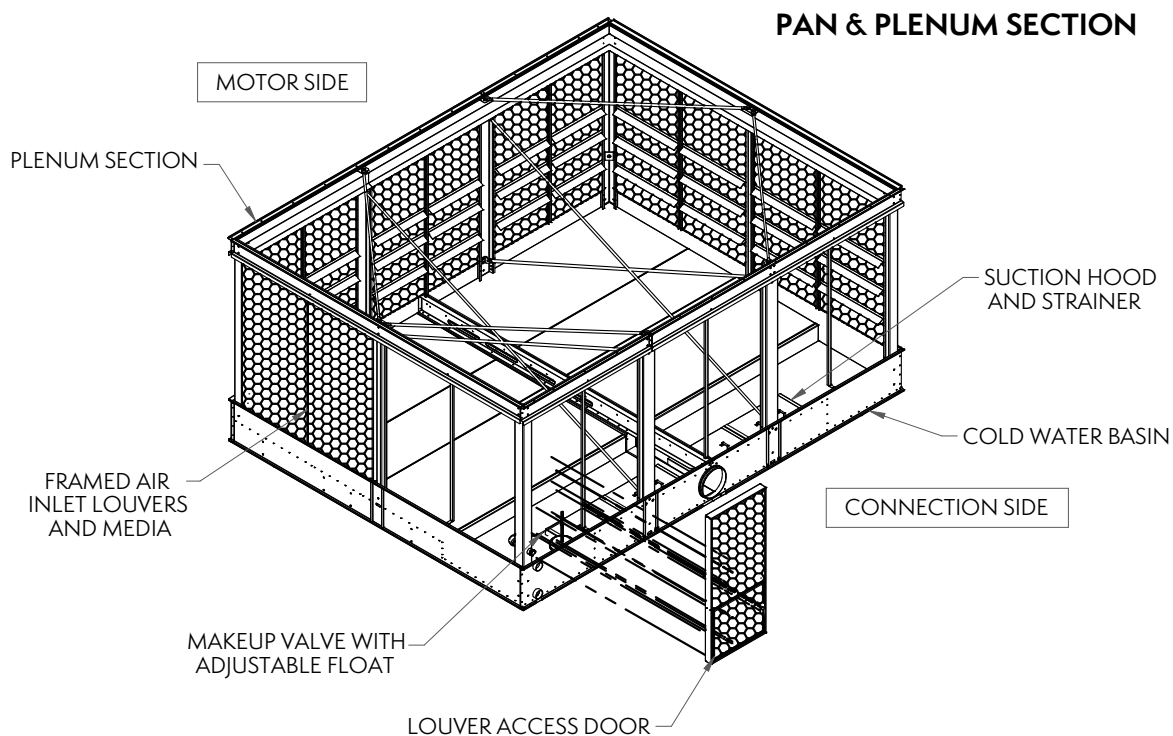 PAN & PLENUM SECTION
MOTOR SIDE
PLENUM SECTION
SUCTION HOOD
AND STRAINER
COLD WATER BASIN
FRAMED AIR
INLET LOUVERS
AND MEDIA
CONNECTION SIDE
MAKEUP VALVE WITH
ADJUSTABLE FLOAT
LOUVER ACCESS DOOR